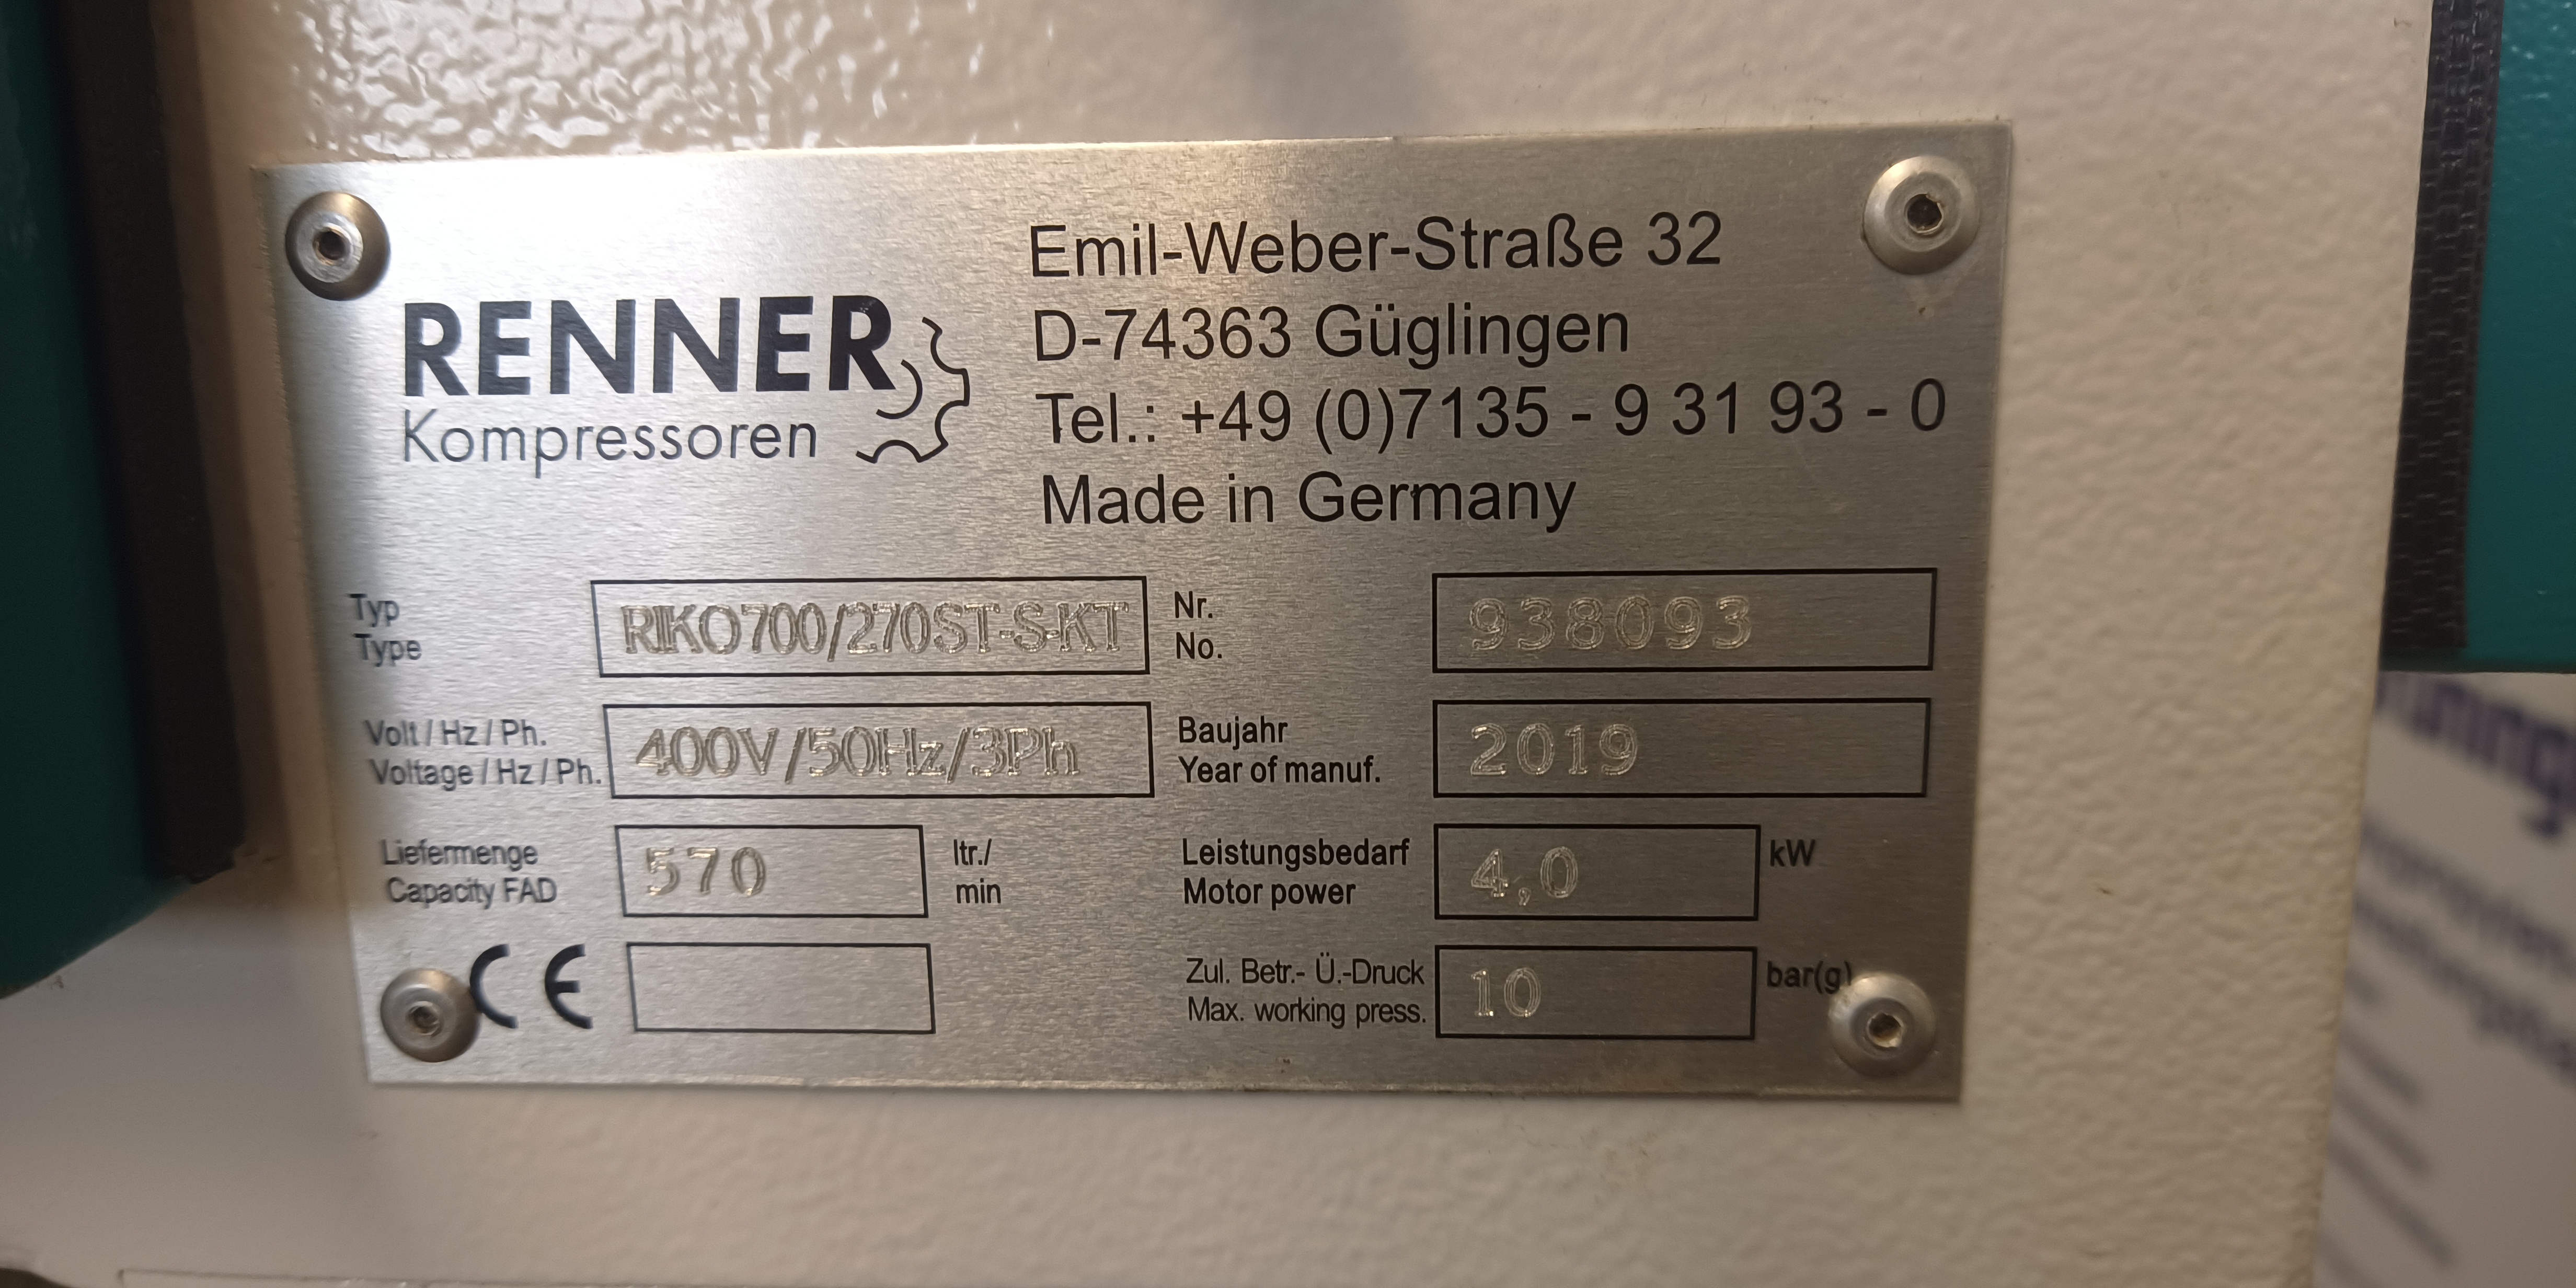 RENNER
Kompressoren
Emil-Weber-Straße 32
D-74363 Güglingen
Tel.: +49 (0)7135 - 9 31 93 - 0
Made in Germany
Typ
Type
RIKO700/270ST-S-KT
Nr.
No.
938093
Volt / Hz / Ph.
Voltage / Hz / Ph.
400V/50Hz/3Ph
Baujahr
Year of manuf.
2019
Liefermenge
Capacity FAD
570
ltr./
min
Leistungsbedarf
Motor power
4,0
kW
CE
Zul. Betr.- Ü.-Druck
Max. working press.
10
bar(g)